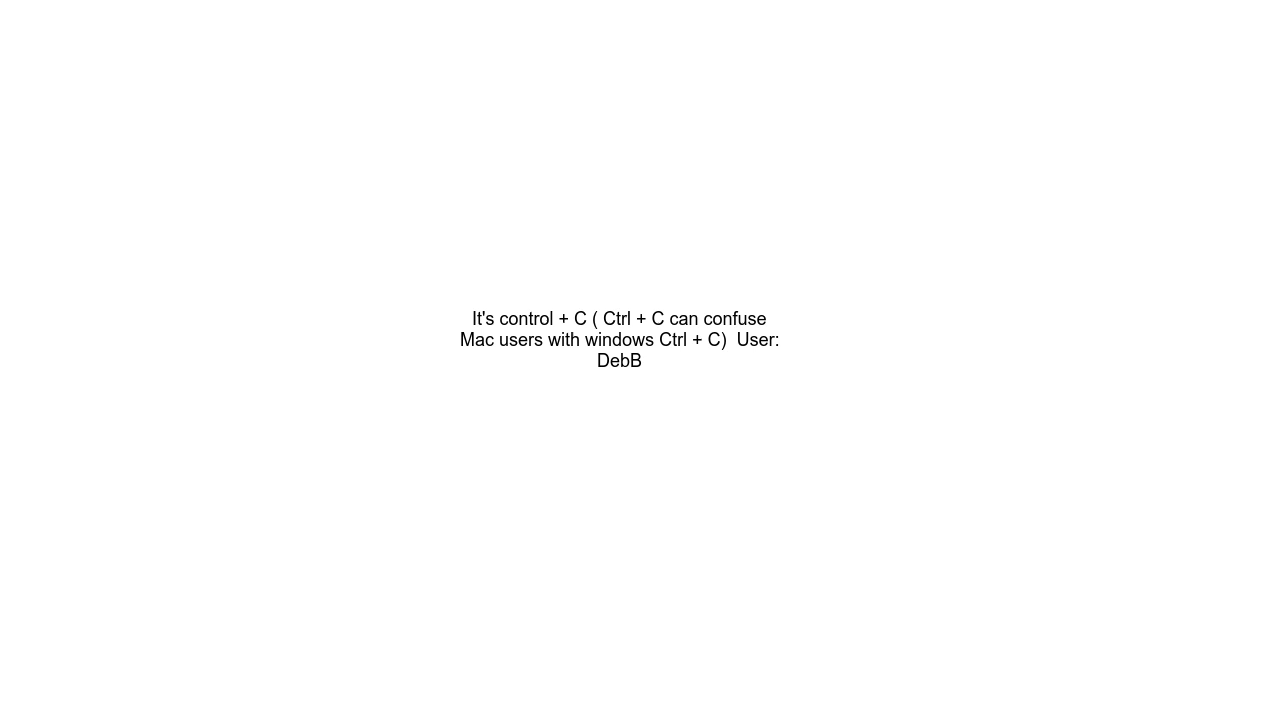 It's control + C ( Ctrl + C can confuse
Mac users with windows Ctrl + C)  User:
DebB